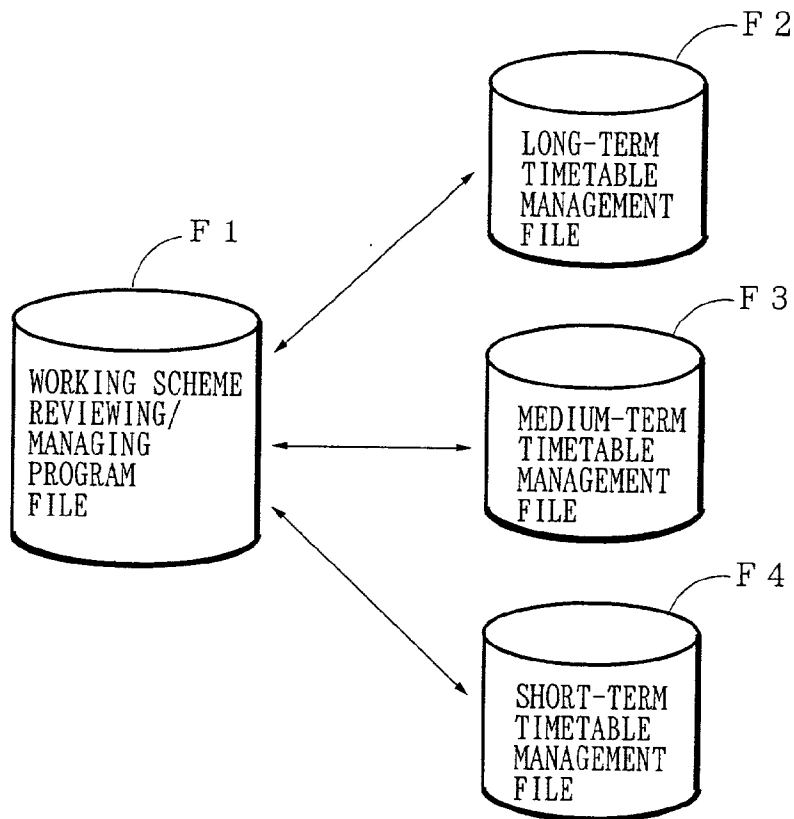 F 1
WORKING SCHEME
REVIEWING/
MANAGING
PROGRAM
FILE
F 2
LONG-TERM
TIMETABLE
MANAGEMENT
FILE
F 3
MEDIUM-TERM
TIMETABLE
MANAGEMENT
FILE
F 4
SHORT-TERM
TIMETABLE
MANAGEMENT
FILE